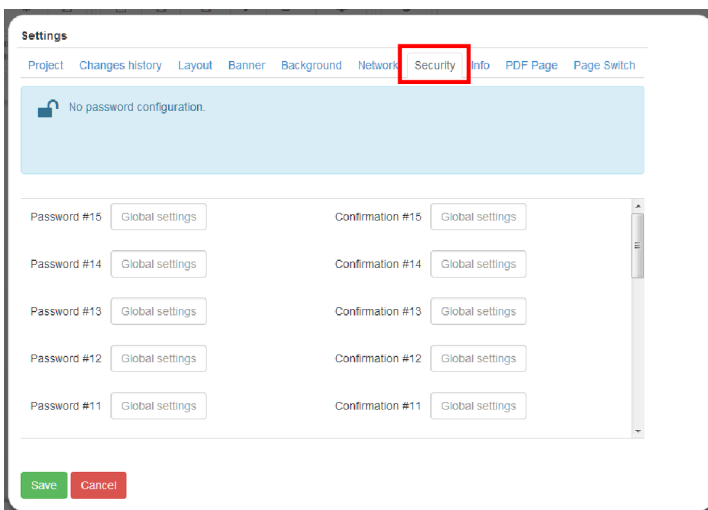 Settings
Project Changes history Layout Banner Background Network Security Info PDF Page Page Switch
No password configuration.
Password #15 Global settings Confirmation #15 Global settings
Password #14 Global settings Confirmation #14 Global settings
Password #13 Global settings Confirmation #13 Global settings
Password #12 Global settings Confirmation #12 Global settings
Password #11 Global settings Confirmation #11 Global settings
Save Cancel